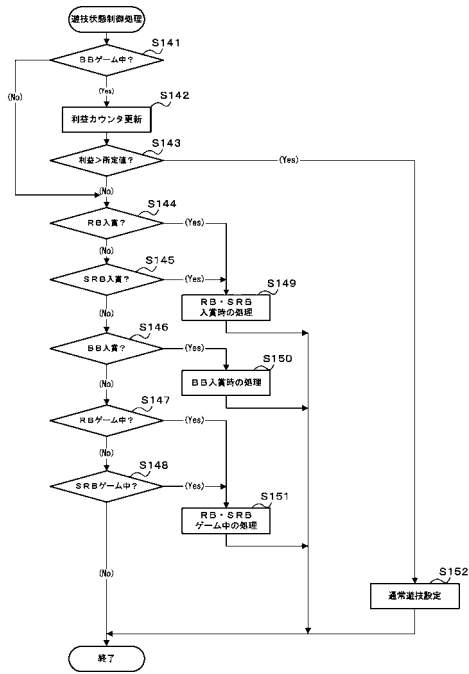 遊技状態制御処理
S141
BBゲーム中?
(No)
(Yes)
S142
利益カウンタ更新
S143
利益>所定値?
(Yes)
(No)
S144
RB入賞?
(Yes)
(No)
S145
SRB入賞?
(Yes)
S149
RB・SRB
入賞時の処理
(No)
S146
BB入賞?
(Yes)
S150
BB入賞時の処理
(No)
S147
RBゲーム中?
(Yes)
(No)
S148
SRBゲーム中?
(Yes)
S151
RB・SRB
ゲーム中の処理
(No)
S152
通常遊技設定
終了